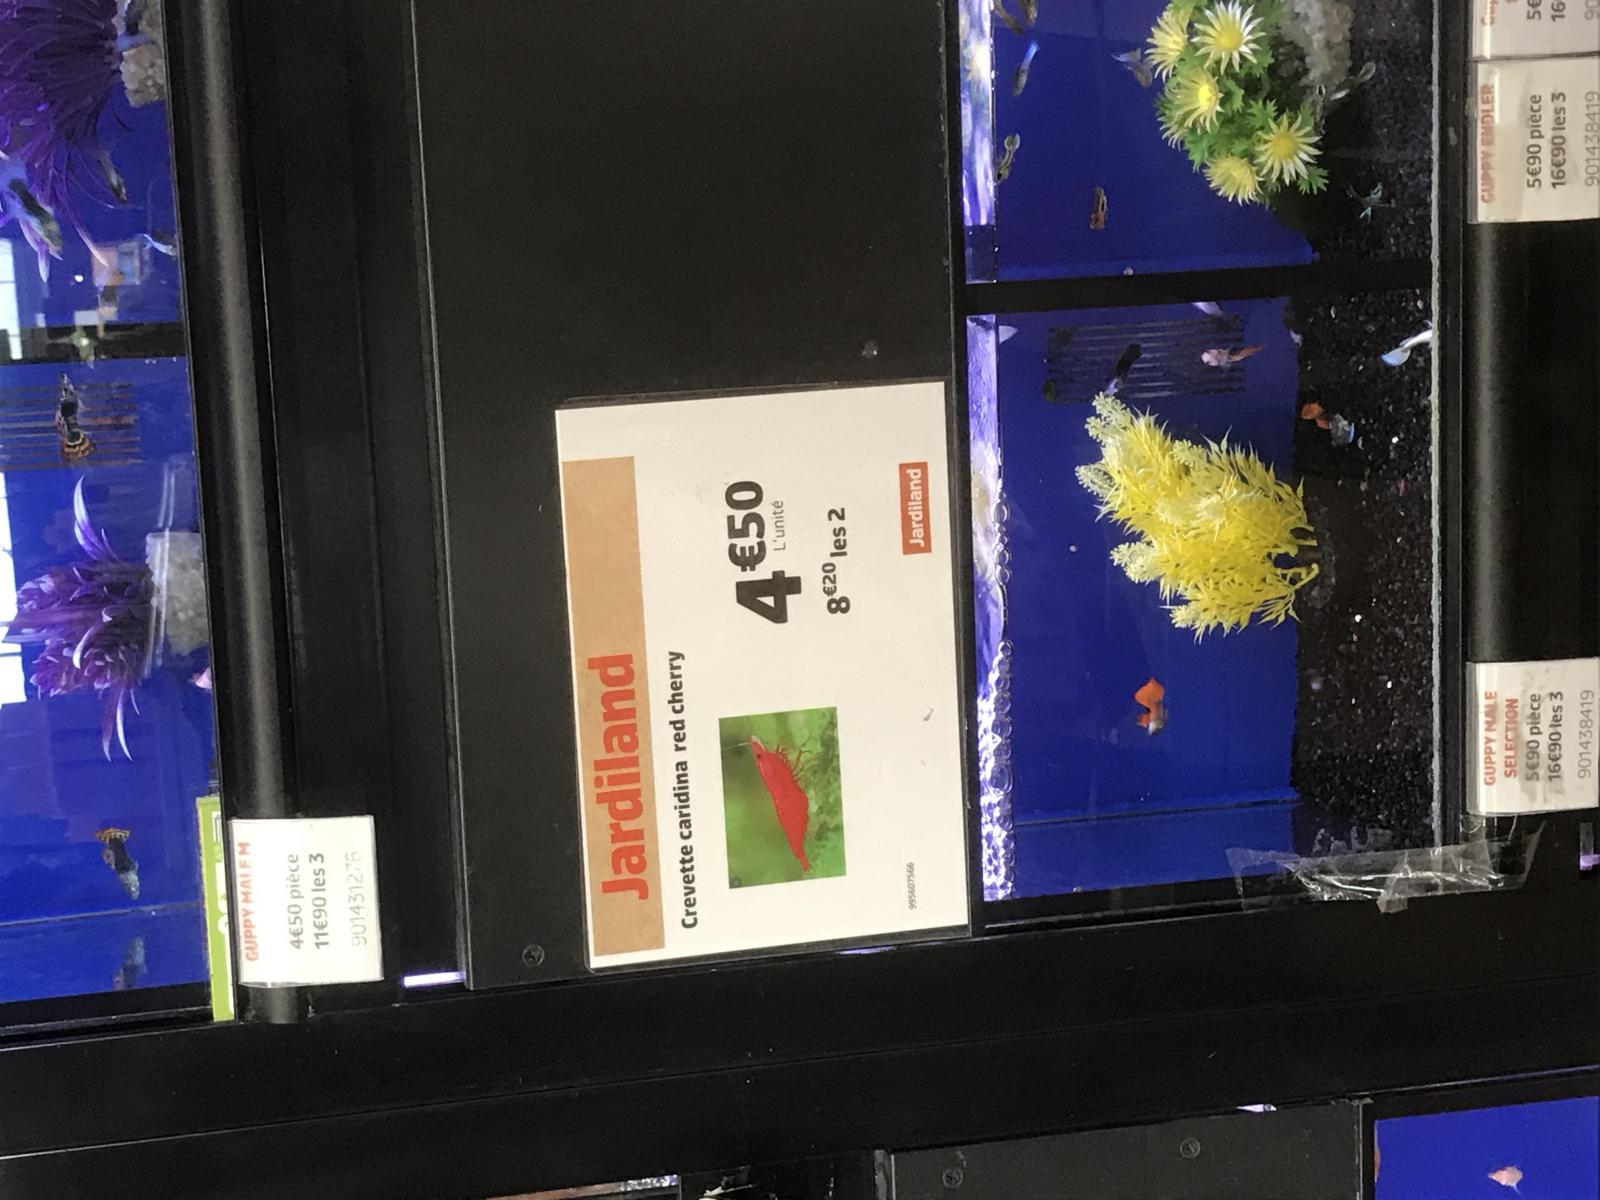 GUPPY MALE M
4€50 pièce
11€90 les 3
901431276
Jardiland
Crevette caridina red cherry
4€50
L'unité
8€20 les 2
995607566
Jardiland
GUPPY MALE
SELECTION
5€90 pièce
16€90 les 3
901438419
GUPPY ENDLER
5€90 pièce
16€90 les 3
901438419